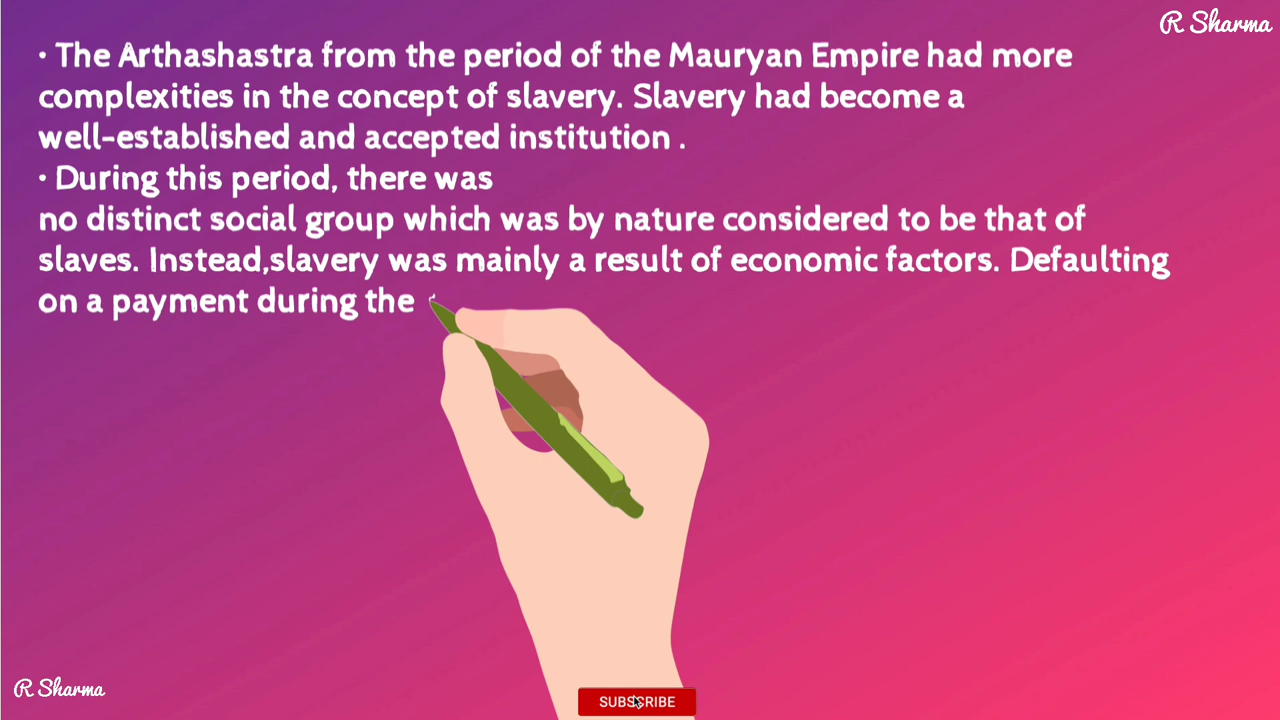 R Sharma
• The Arthashastra from the period of the Mauryan Empire had more
complexities in the concept of slavery. Slavery had become a
well-established and accepted institution .
• During this period, there was
no distinct social group which was by nature considered to be that of
slaves. Instead,slavery was mainly a result of economic factors. Defaulting
on a payment during the
R Sharma
SUBSCRIBE